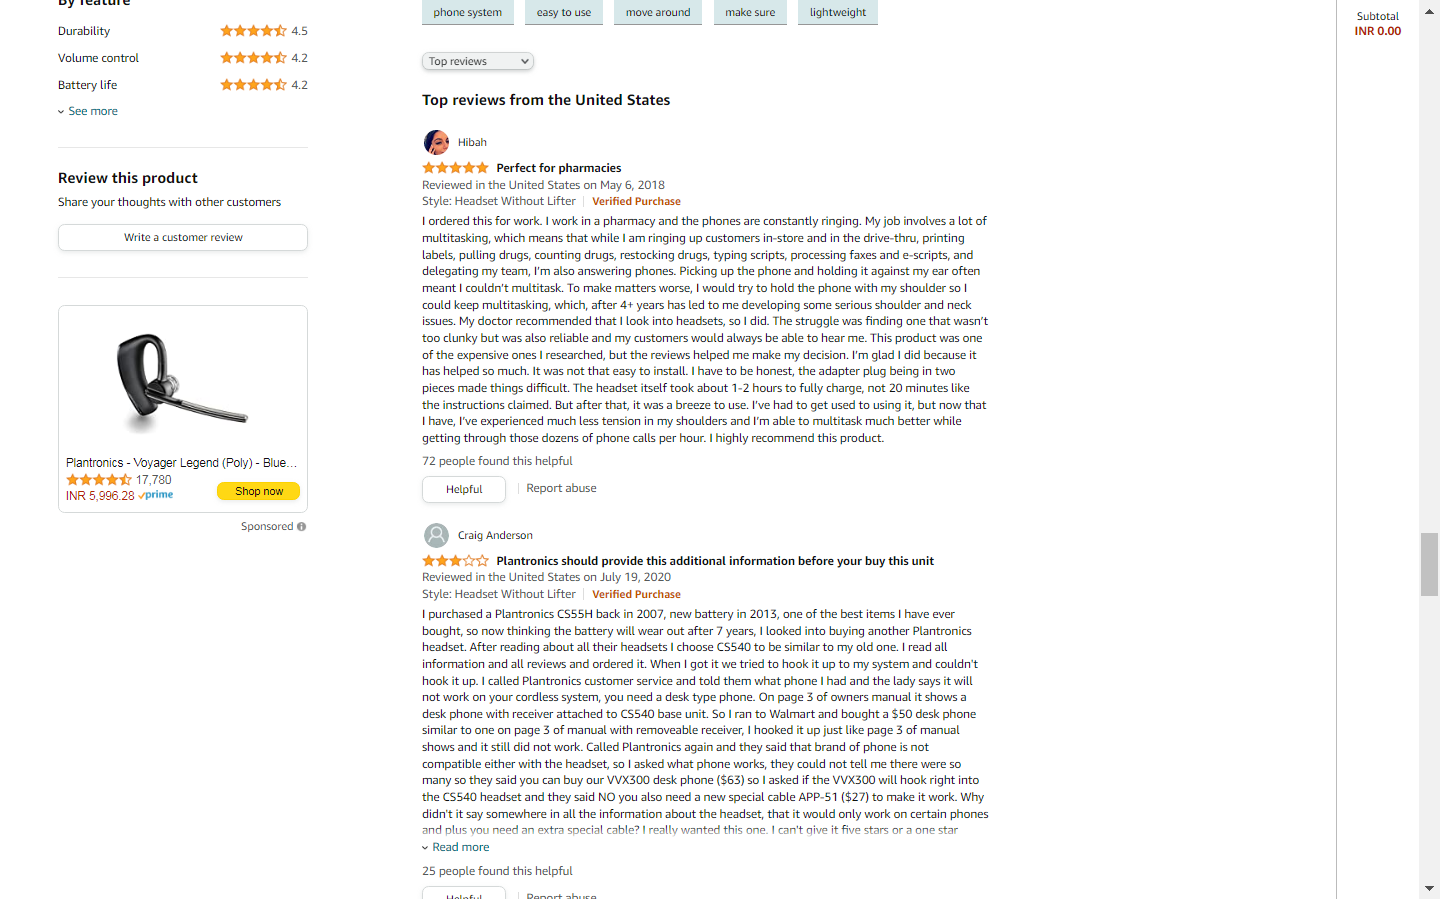 By feature
Durability 4.5
Volume control 4.2
Battery life 4.2
See more
Review this product
Share your thoughts with other customers
Write a customer review
Plantronics - Voyager Legend (Poly) - Blue...
17,780
INR 5,996.28 prime
Shop now
Sponsored
phone system
easy to use
move around
make sure
lightweight
Top reviews
Top reviews from the United States
Hibah
Perfect for pharmacies
Reviewed in the United States on May 6, 2018
Style: Headset Without Lifter Verified Purchase
I ordered this for work. I work in a pharmacy and the phones are constantly ringing. My job involves a lot of
multitasking, which means that while I am ringing up customers in-store and in the drive-thru, printing
labels, pulling drugs, counting drugs, restocking drugs, typing scripts, processing faxes and e-scripts, and
delegating my team, I'm also answering phones. Picking up the phone and holding it against my ear often
meant I couldn't multitask. To make matters worse, I would try to hold the phone with my shoulder so I
could keep multitasking, which, after 4+ years has led to me developing some serious shoulder and neck
issues. My doctor recommended that I look into headsets, so I did. The struggle was finding one that wasn't
too clunky but was also reliable and my customers would always be able to hear me. This product was one
of the expensive ones I researched, but the reviews helped me make my decision. I'm glad I did because it
has helped so much. It was not that easy to install. I have to be honest, the adapter plug being in two
pieces made things difficult. The headset itself took about 1-2 hours to fully charge, not 20 minutes like
the instructions claimed. But after that, it was a breeze to use. I've had to get used to using it, but now that
I have, I've experienced much less tension in my shoulders and I'm able to multitask much better while
getting through those dozens of phone calls per hour. I highly recommend this product.
72 people found this helpful
Helpful
Report abuse
Craig Anderson
Plantronics should provide this additional information before your buy this unit
Reviewed in the United States on July 19, 2020
Style: Headset Without Lifter Verified Purchase
I purchased a Plantronics CS55H back in 2007, new battery in 2013, one of the best items I have ever
bought, so now thinking the battery will wear out after 7 years, I looked into buying another Plantronics
headset. After reading about all their headsets I choose CS540 to be similar to my old one. I read all
information and all reviews and ordered it. When I got it we tried to hook it up to my system and couldn't
hook it up. I called Plantronics customer service and told them what phone I had and the lady says it will
not work on your cordless system, you need a desk type phone. On page 3 of owners manual it shows a
desk phone with receiver attached to CS540 base unit. So I ran to Walmart and bought a $50 desk phone
similar to one on page 3 of manual with removeable receiver, I hooked it up just like page 3 of manual
shows and it still did not work. Called Plantronics again and they said that brand of phone is not
compatible either with the headset, so I asked what phone works, they could not tell me there were so
many so they said you can buy our VVX300 desk phone ($63) so I asked if the VVX300 will hook right into
the CS540 headset and they said NO you also need a new special cable APP-51 ($27) to make it work. Why
didn't it say somewhere in all the information about the headset, that it would only work on certain phones
and plus you need an extra special cable? I really wanted this one. I can't give it five stars or a one star
Read more
25 people found this helpful
Helpful
Report abuse
Subtotal
INR 0.00